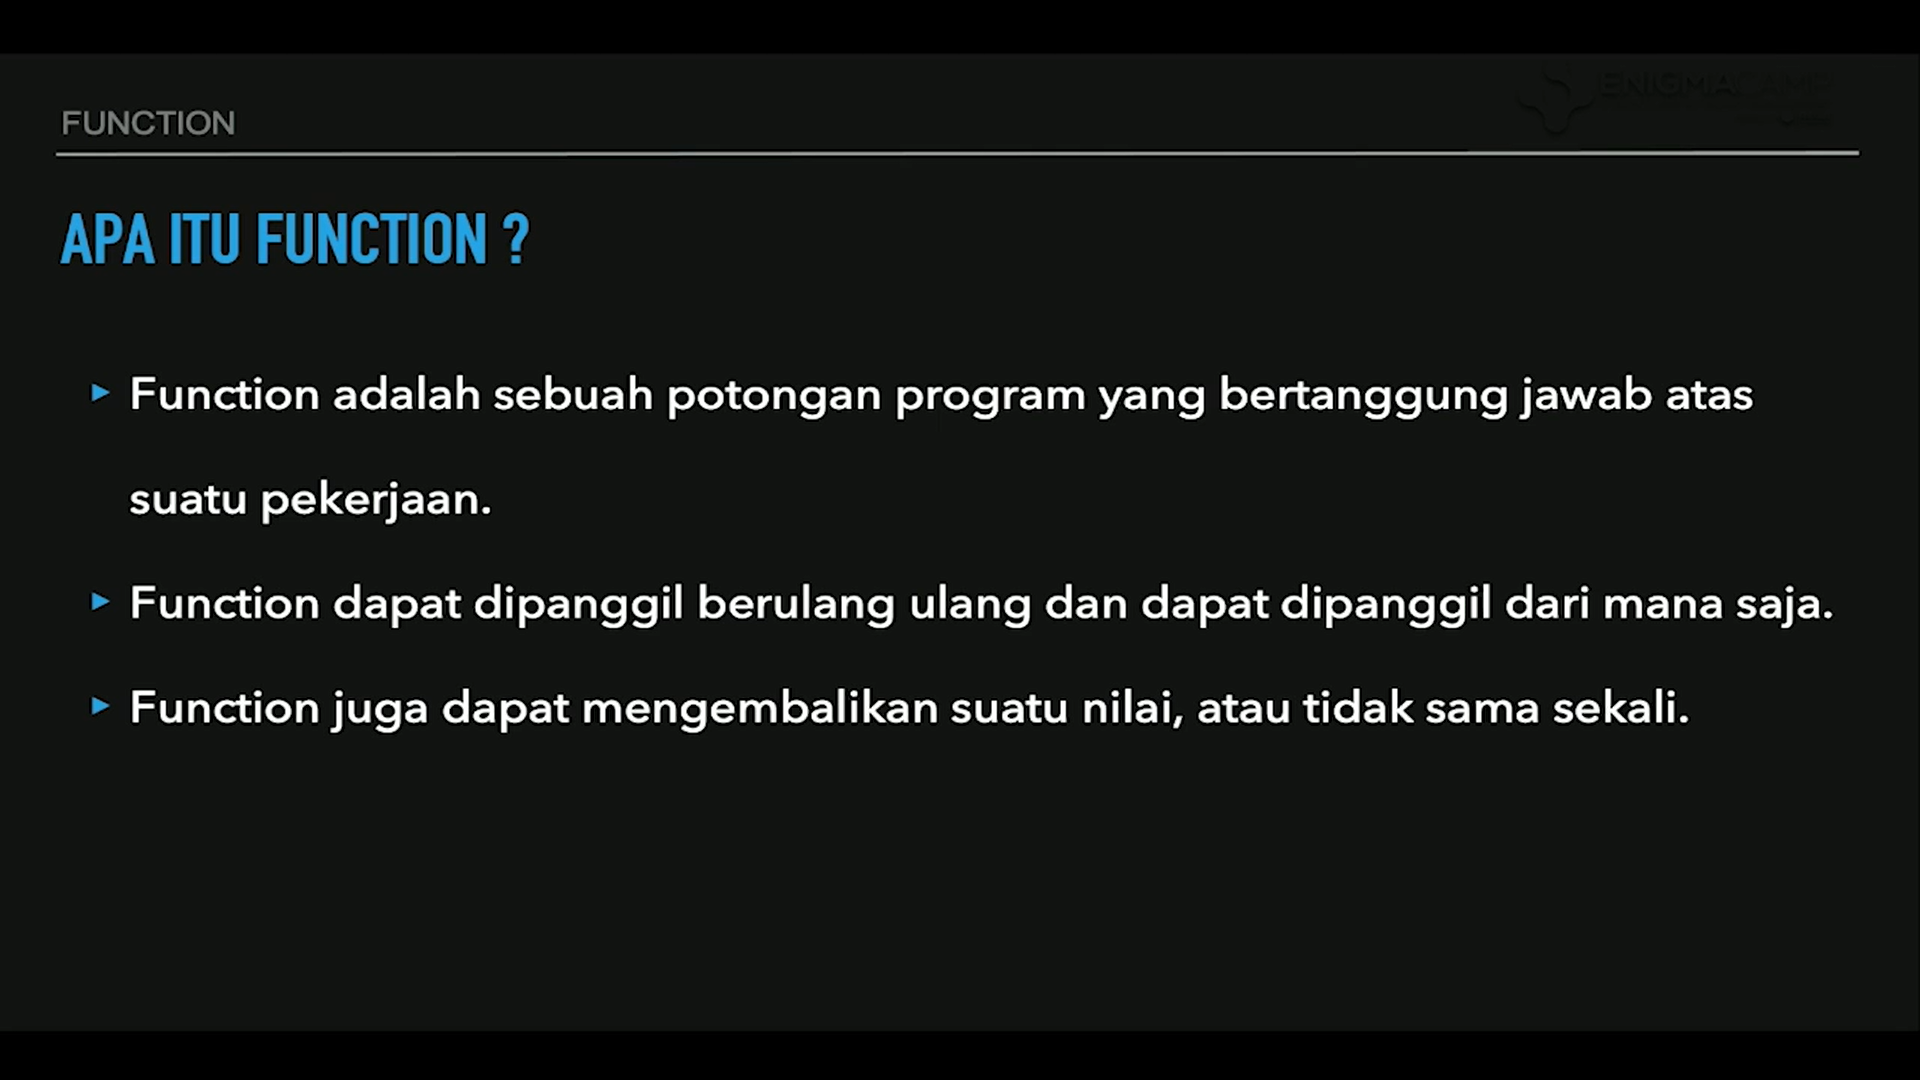 ENIGMACAMP
FUNCTION
APA ITU FUNCTION ?
▸ Function adalah sebuah potongan program yang bertanggung jawab atas
suatu pekerjaan.
▸ Function dapat dipanggil berulang ulang dan dapat dipanggil dari mana saja.
▸ Function juga dapat mengembalikan suatu nilai, atau tidak sama sekali.